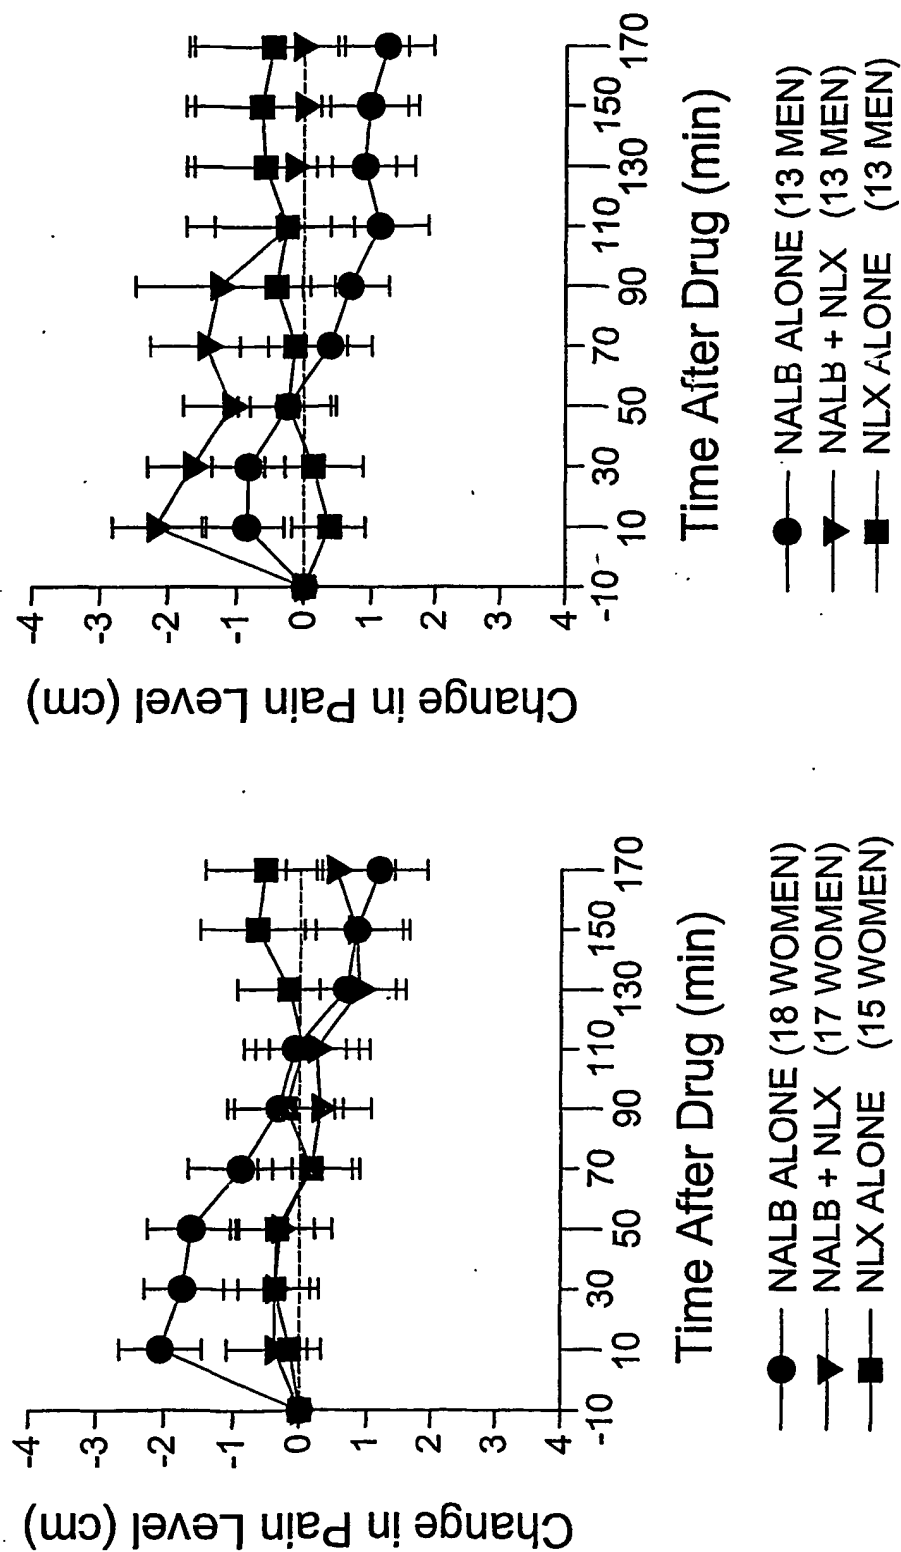 Change in Pain Level (cm)
-4
-3
-2
-1
0
1
2
3
4
-10 10 30 50 70 90 110 130 150 170
Time After Drug (min)
NALB ALONE (18 WOMEN)
NALB + NLX (17 WOMEN)
NLX ALONE (15 WOMEN)
Change in Pain Level (cm)
-4
-3
-2
-1
0
1
2
3
4
-10 10 30 50 70 90 110 130 150 170
Time After Drug (min)
NALB ALONE (13 MEN)
NALB + NLX (13 MEN)
NLX ALONE (13 MEN)